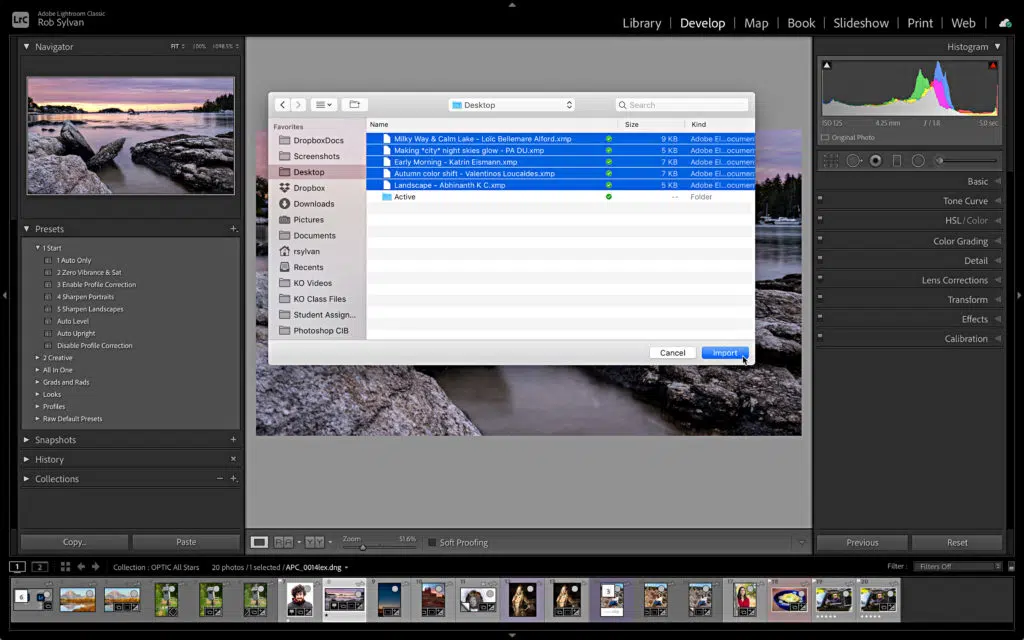 LrC
Adobe Lightroom Classic
Rob Sylvan
Library | Develop | Map | Book | Slideshow | Print | Web
Navigator
FIT
100%
Histogram
ISO 125 4.25 mm ƒ / 1.8 5.0 sec
Original Photo
Basic
Tone Curve
HSL / Color
Color Grading
Detail
Lens Corrections
Transform
Effects
Calibration
Presets
1 Start
1 Auto Only
2 Zero Vibrance & Sat
3 Enable Profile Correction
4 Sharpen Portraits
5 Sharpen Landscapes
Auto Level
Auto Upright
Disable Profile Correction
2 Creative
All In One
Grads and Rads
Looks
Profiles
Raw Default Presets
Snapshots
History
Collections
Copy...
Paste
Desktop
Search
Favorites
DropboxDocs
Screenshots
Desktop
Dropbox
Downloads
Pictures
Documents
rsylvan
Recents
KO Videos
KO Class Files
Student Assign...
Photoshop CIB
Name Size Kind
Milky Way & Calm Lake - Loïc Bellemare Alford.xmp 9 KB Adobe El...ocumen
Making *city* night skies glow - PA DU.xmp 5 KB Adobe El...ocumen
Early Morning - Katrin Eismann.xmp 7 KB Adobe El...ocumen
Autumn color shift - Valentinos Loucaides.xmp 7 KB Adobe El...ocumen
Landscape - Abhinanth K C.xmp 5 KB Adobe El...ocumen
Active -- Folder
Cancel
Import
Zoom 51.6%
Soft Proofing
Previous
Reset
1 2
Collection : OPTIC All Stars 20 photos / 1 selected / APC_0014lex.dng
Filter : Filters Off
6
3